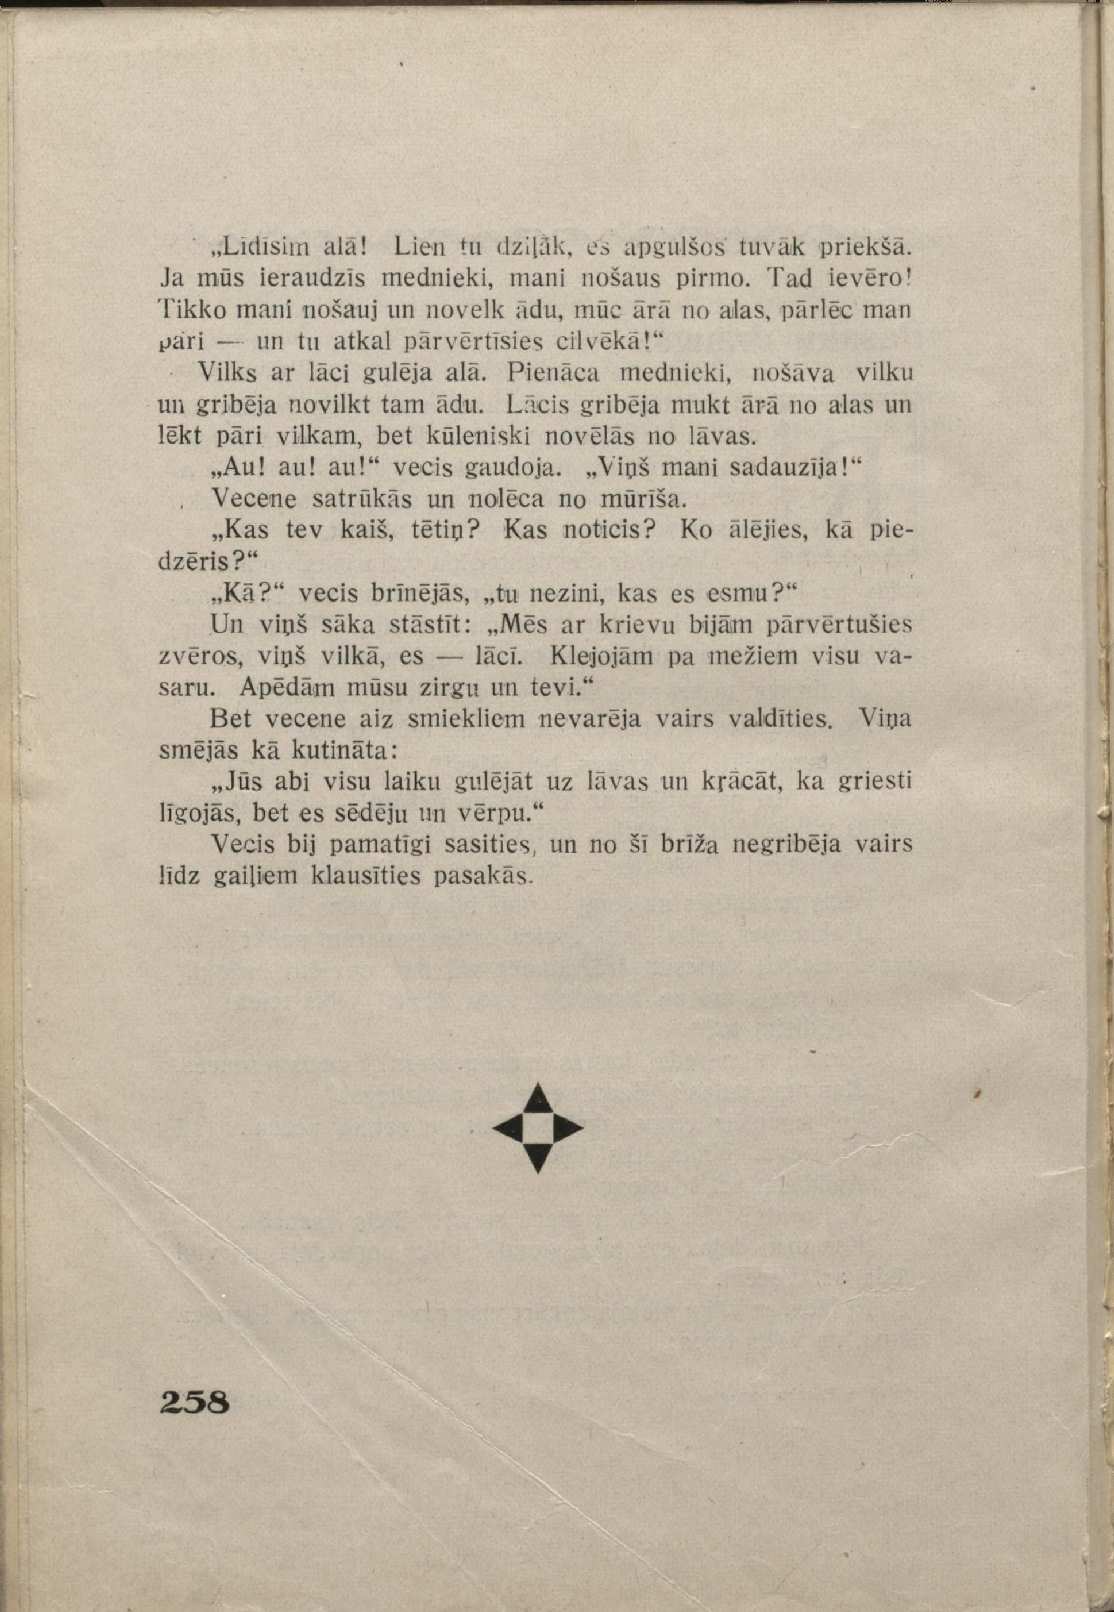 „Līdīsim alā! Lien tu dziļāk, es apgulšos tuvāk priekšā.
Ja mūs ieraudzīs mednieki, mani nošaus pirmo. Tad ievēro!
Tikko mani nošauj un novelk ādu, mūc ārā no alas, pārlēc man
pāri — un tu atkal pārvērtīsies cilvēkā!“
Vilks ar lāci gulēja alā. Pienāca mednieki, nošāva vilku
un gribēja novilkt tam ādu. Lācis gribēja mukt ārā no alas un
lēkt pāri vilkam, bet kūleniski novēlās no lāvas.
„Au! au! au!“ vecis gaudoja. „Viņš mani sadauzīja!“
Vecene satrūkās un nolēca no mūrīša.
„Kas tev kaiš, tētiņ? Kas noticis? Ko ālējies, kā pie-
dzēris?“
„Kā?“ vecis brīnējās, „tu nezini, kas es esmu?“
Un viņš sāka stāstīt: „Mēs ar krievu bijām pārvērtušies
zvēros, viņš vilkā, es — lācī. Klejojām pa mežiem visu va-
saru. Apēdām mūsu zirgu un tevi.“
Bet vecene aiz smiekliem nevarēja vairs valdīties. Viņa
smējās kā kutināta:
„Jūs abi visu laiku gulējāt uz lāvas un kŗācāt, ka griesti
līgojās, bet es sēdēju un vērpu.“
Vecis bij pamatīgi sasities, un no šī brīža negribēja vairs
līdz gaiļiem klausīties pasakās.
258